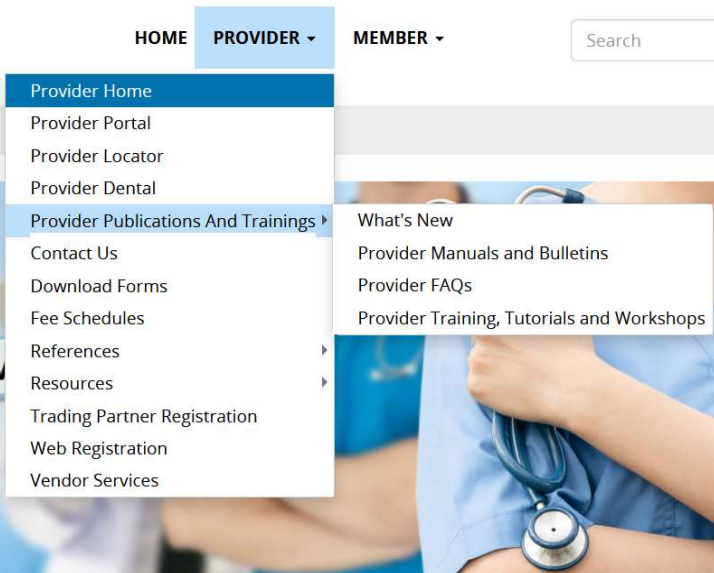 HOME PROVIDER MEMBER Search
Provider Home
Provider Portal
Provider Locator
Provider Dental
Provider Publications And Trainings
What's New
Provider Manuals and Bulletins
Provider FAQs
Provider Training, Tutorials and Workshops
Contact Us
Download Forms
Fee Schedules
References
Resources
Trading Partner Registration
Web Registration
Vendor Services